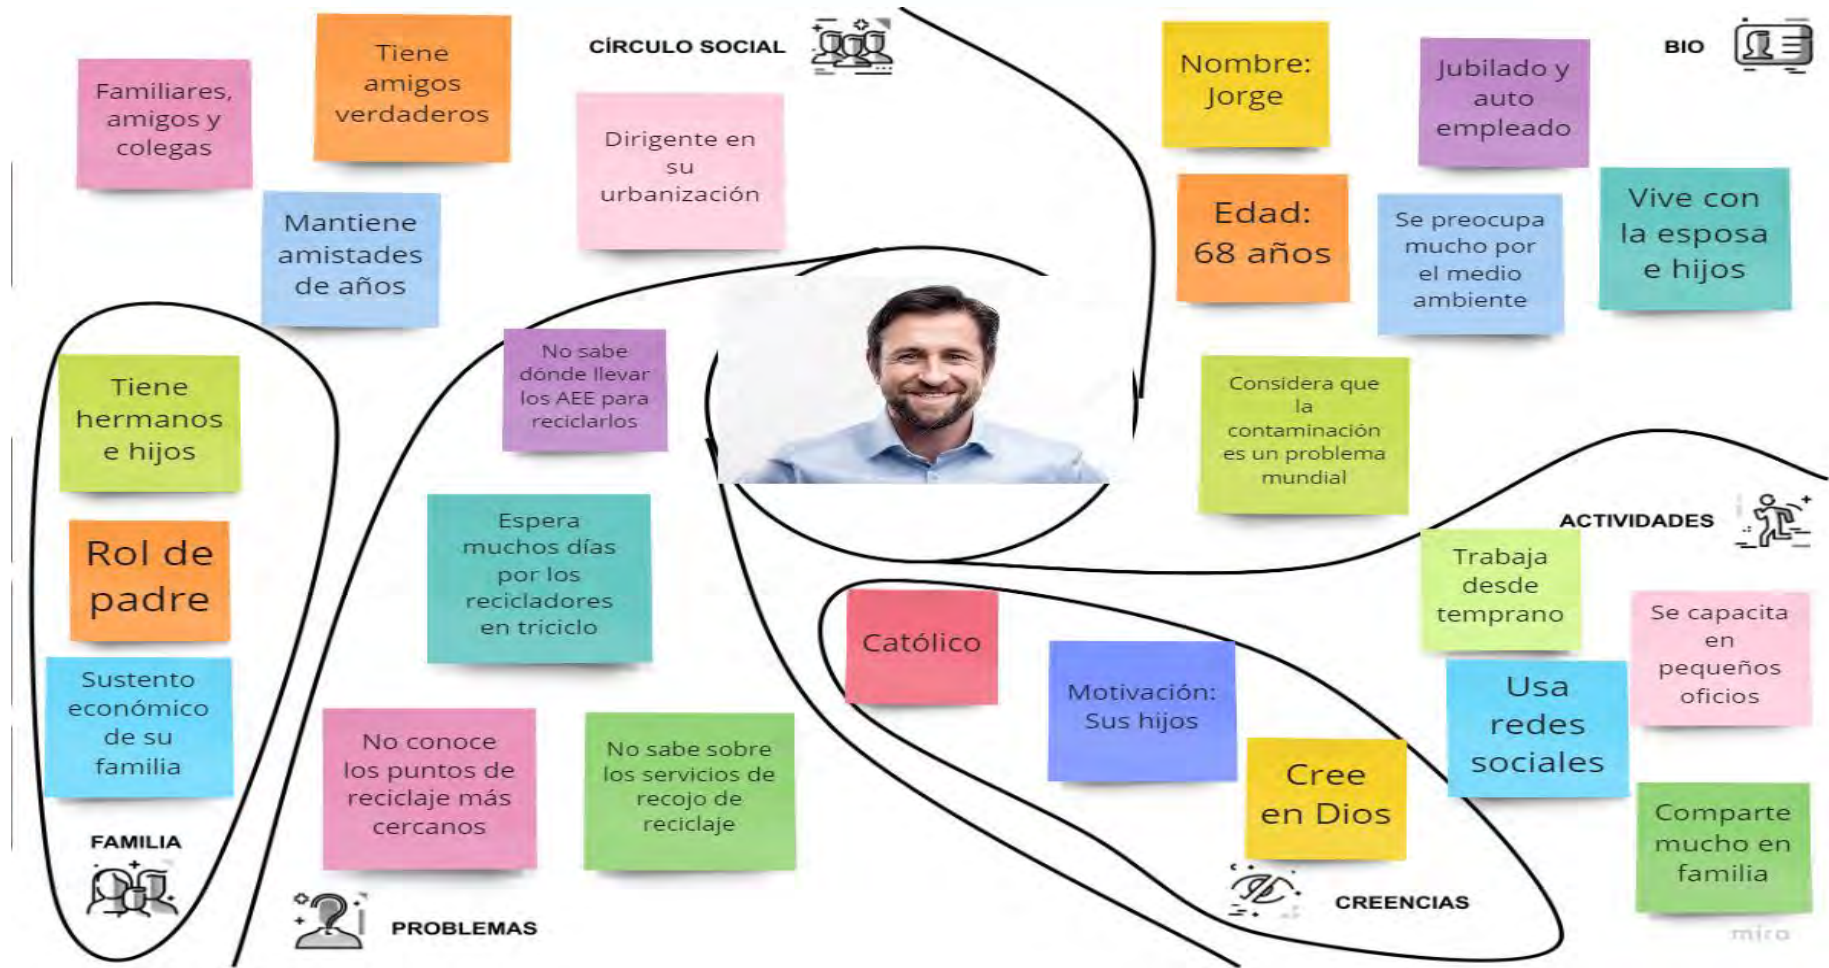 CÍRCULO SOCIAL
Familiares,
amigos y
colegas
Tiene
amigos
verdaderos
Dirigente en
su
urbanización
Mantiene
amistades
de años
BIO
Nombre:
Jorge
Jubilado y
auto
empleado
Edad:
68 años
Se preocupa
mucho por
el medio
ambiente
Vive con
la esposa
e hijos
Considera que
la
contaminación
es un problema
mundial
Tiene
hermanos
e hijos
Rol de
padre
Sustento
económico
de su
familia
FAMILIA
No sabe
dónde llevar
los AEE para
reciclarlos
Espera
muchos días
por los
recicladores
en triciclo
No conoce
los puntos de
reciclaje más
cercanos
No sabe sobre
los servicios de
recojo de
reciclaje
PROBLEMAS
Católico
Motivación:
Sus hijos
Cree
en Dios
CREENCIAS
ACTIVIDADES
Trabaja
desde
temprano
Se capacita
en
pequeños
oficios
Usa
redes
sociales
Comparte
mucho en
familia
miro